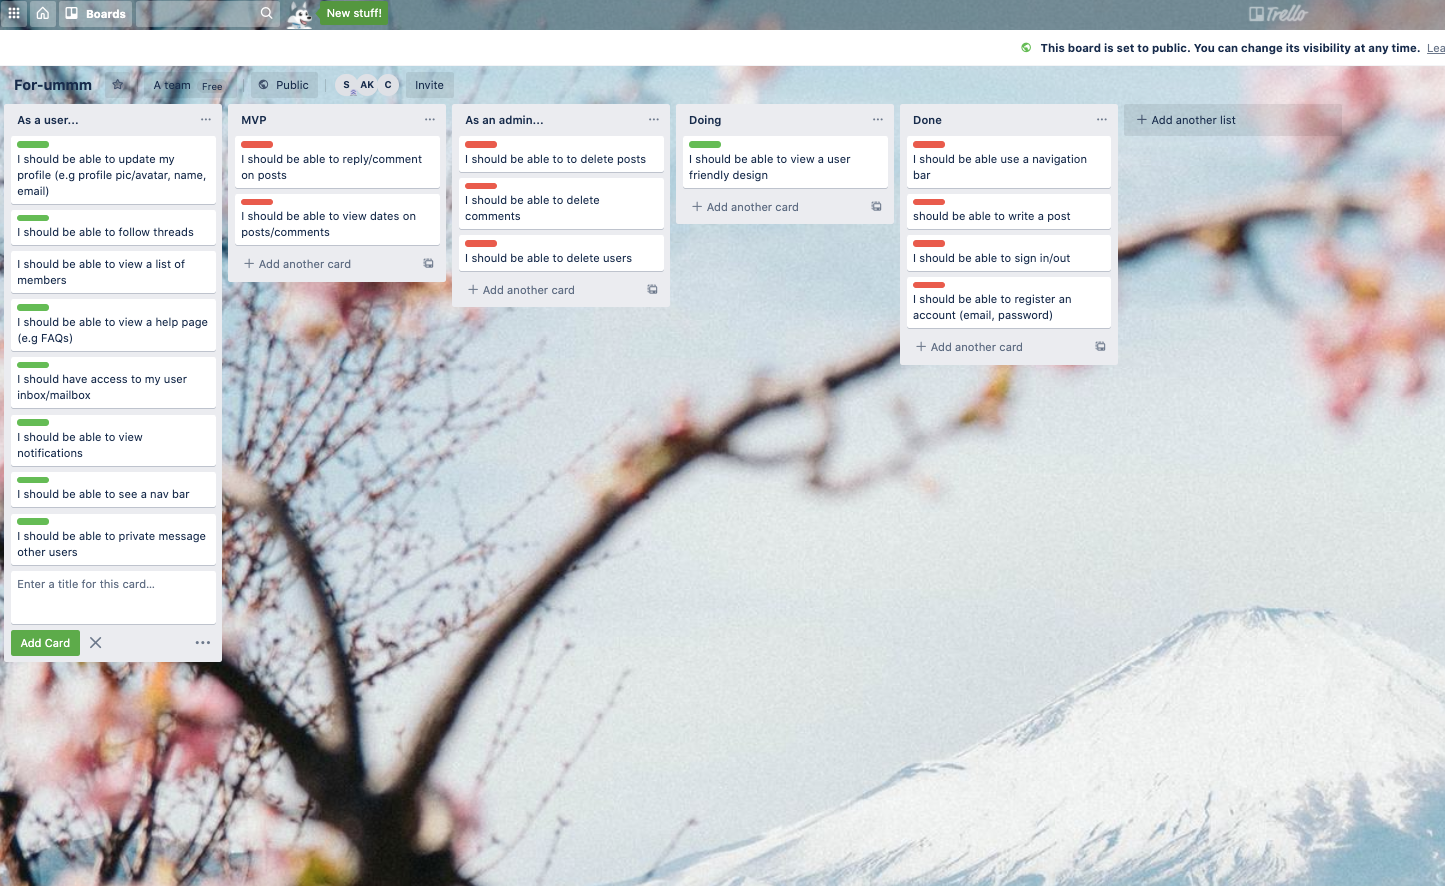 Boards
New stuff!
Trello
This board is set to public. You can change its visibility at any time. Lea
For-ummm
A team Free
Public
S AK C
Invite
As a user...
I should be able to update my
profile (e.g profile pic/avatar, name,
email)
I should be able to follow threads
I should be able to view a list of
members
I should be able to view a help page
(e.g FAQs)
I should have access to my user
inbox/mailbox
I should be able to view
notifications
I should be able to see a nav bar
I should be able to private message
other users
Enter a title for this card...
Add Card
MVP
I should be able to reply/comment
on posts
I should be able to view dates on
posts/comments
Add another card
As an admin...
I should be able to to delete posts
I should be able to delete
comments
I should be able to delete users
Add another card
Doing
I should be able to view a user
friendly design
Add another card
Done
I should be able use a navigation
bar
should be able to write a post
I should be able to sign in/out
I should be able to register an
account (email, password)
Add another card
Add another list